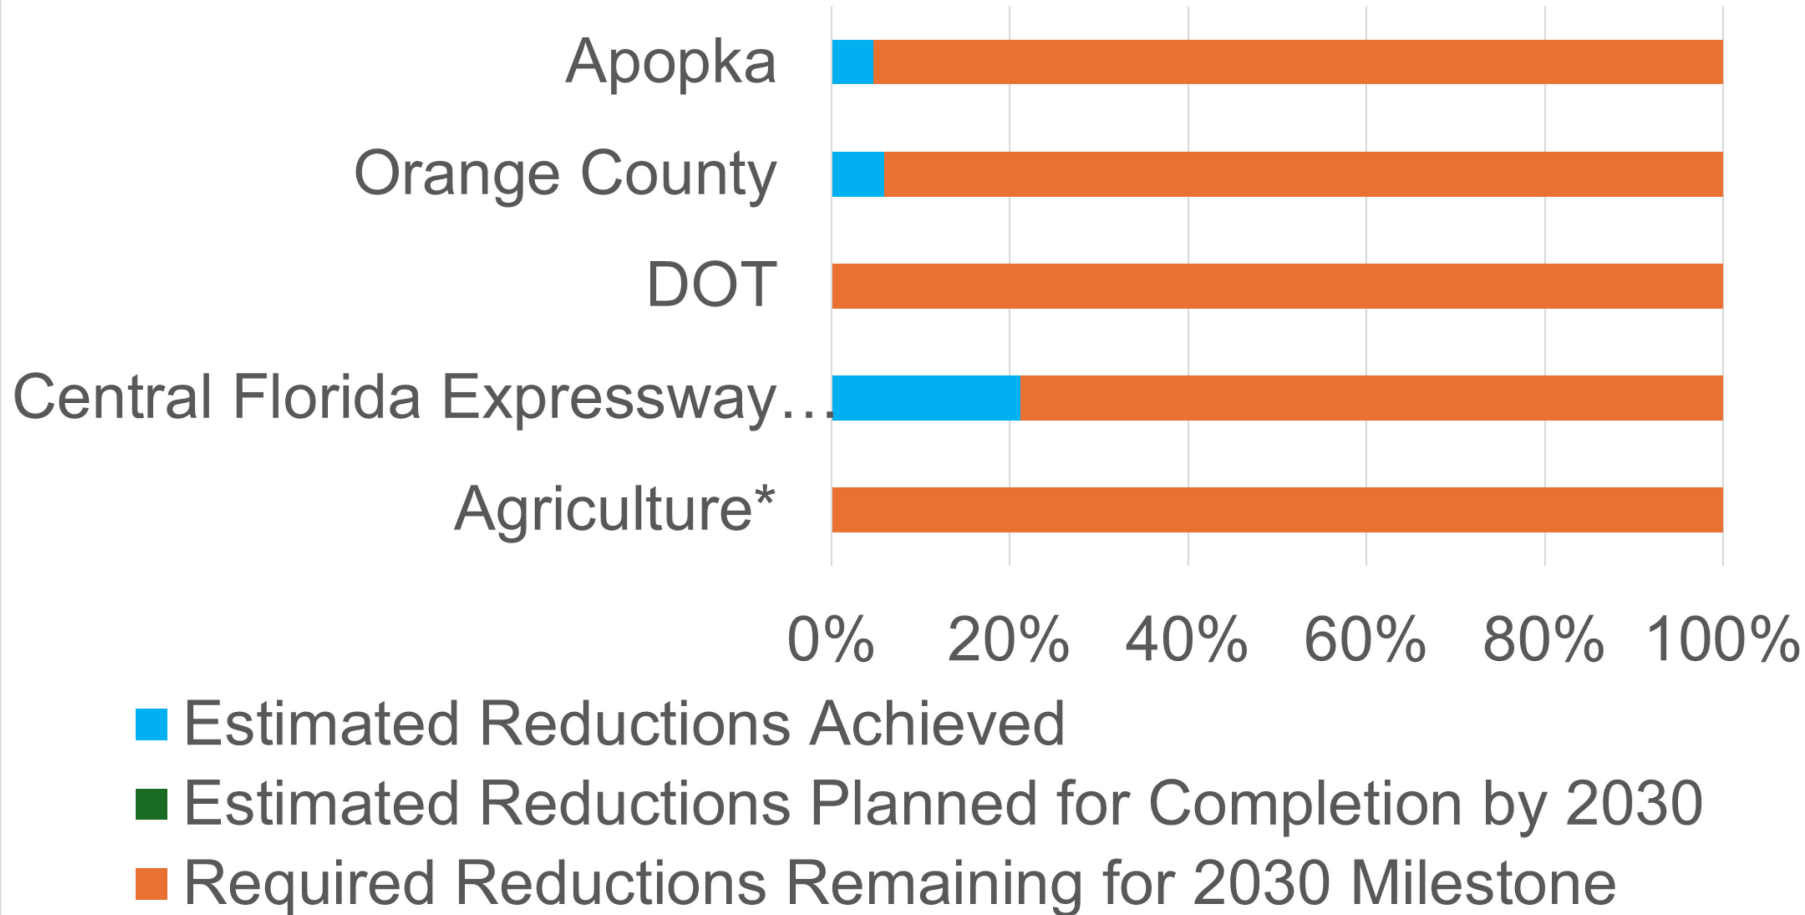 Apopka
Orange County
DOT
Central Florida Expressway…
Agriculture*
0% 20% 40% 60% 80% 100%
Estimated Reductions Achieved
Estimated Reductions Planned for Completion by 2030
Required Reductions Remaining for 2030 Milestone